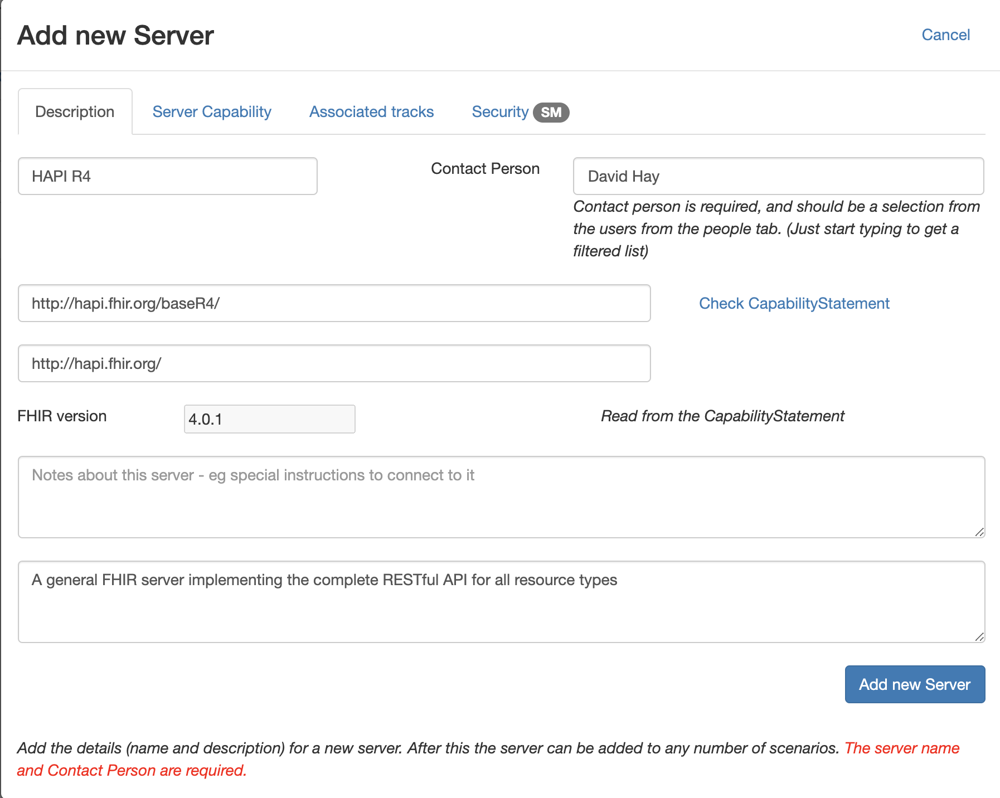 Add new Server
Cancel
Description
Server Capability
Associated tracks
Security SM
HAPI R4
Contact Person
David Hay
Contact person is required, and should be a selection from
the users from the people tab. (Just start typing to get a
filtered list)
http://hapi.fhir.org/baseR4/
Check CapabilityStatement
http://hapi.fhir.org/
FHIR version
4.0.1
Read from the CapabilityStatement
Notes about this server - eg special instructions to connect to it
A general FHIR server implementing the complete RESTful API for all resource types
Add new Server
Add the details (name and description) for a new server. After this the server can be added to any number of scenarios. The server name
and Contact Person are required.